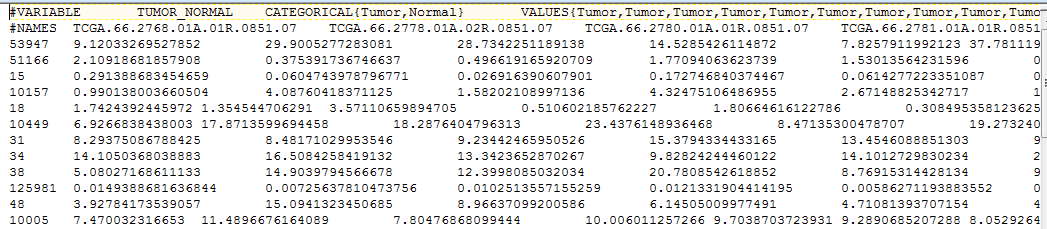 #VARIABLE TUMOR_NORMAL CATEGORICAL{Tumor,Normal} VALUES{Tumor,Tumor,Tumor,Tumor,Tumor,Tumor,Tumor,Tumor,Tumor,Tumo
#NAMES TCGA.66.2768.01A.01R.0851.07 TCGA.66.2778.01A.02R.0851.07 TCGA.66.2780.01A.01R.0851.07 TCGA.66.2781.01A.0
53947 9.12033269527852 29.9005277283081 28.7342251189138 14.5285426114872 7.8257911992123 37.781119
51166 2.10918681857908 0.375391736746637 0.496619165920709 1.77094063623739 1.53013564231596 0
15 0.291388683454659 0.0604743978796771 0.026916390607901 0.172746840374467 0.0614277223351087 0
10157 0.990138003660504 4.08760418371125 1.58202108997136 4.32475106486955 2.67148825342717 1
18 1.7424392445972 1.354544706291 3.57110659894705 0.510602185762227 1.80664616122786 0.308495358123625
10449 6.9266838438003 17.8713599694458 18.2876404796313 23.4376148936468 8.47135300478707 19.273240
31 8.29375086788425 8.48171029953546 9.23442465950526 15.3794334433165 13.4546088851303 9
34 14.1050368038883 16.5084258419132 13.3423652870267 9.82824244460122 14.1012729830234 2
38 5.08027168611133 14.9039794566678 12.3998085032034 20.7808542618852 8.76915314428134 9
125981 0.0149388681636844 0.00725637810473756 0.0102513557155259 0.0121331904414195 0.00586271193883552 0
48 3.92784173539057 15.0941323450685 8.96637099200586 6.14505009977491 4.71081393707154 4
10005 7.470032316653 11.4896676164089 7.80476868099444 10.006011257266 9.7038703723931 9.2890685207288 8.0529264